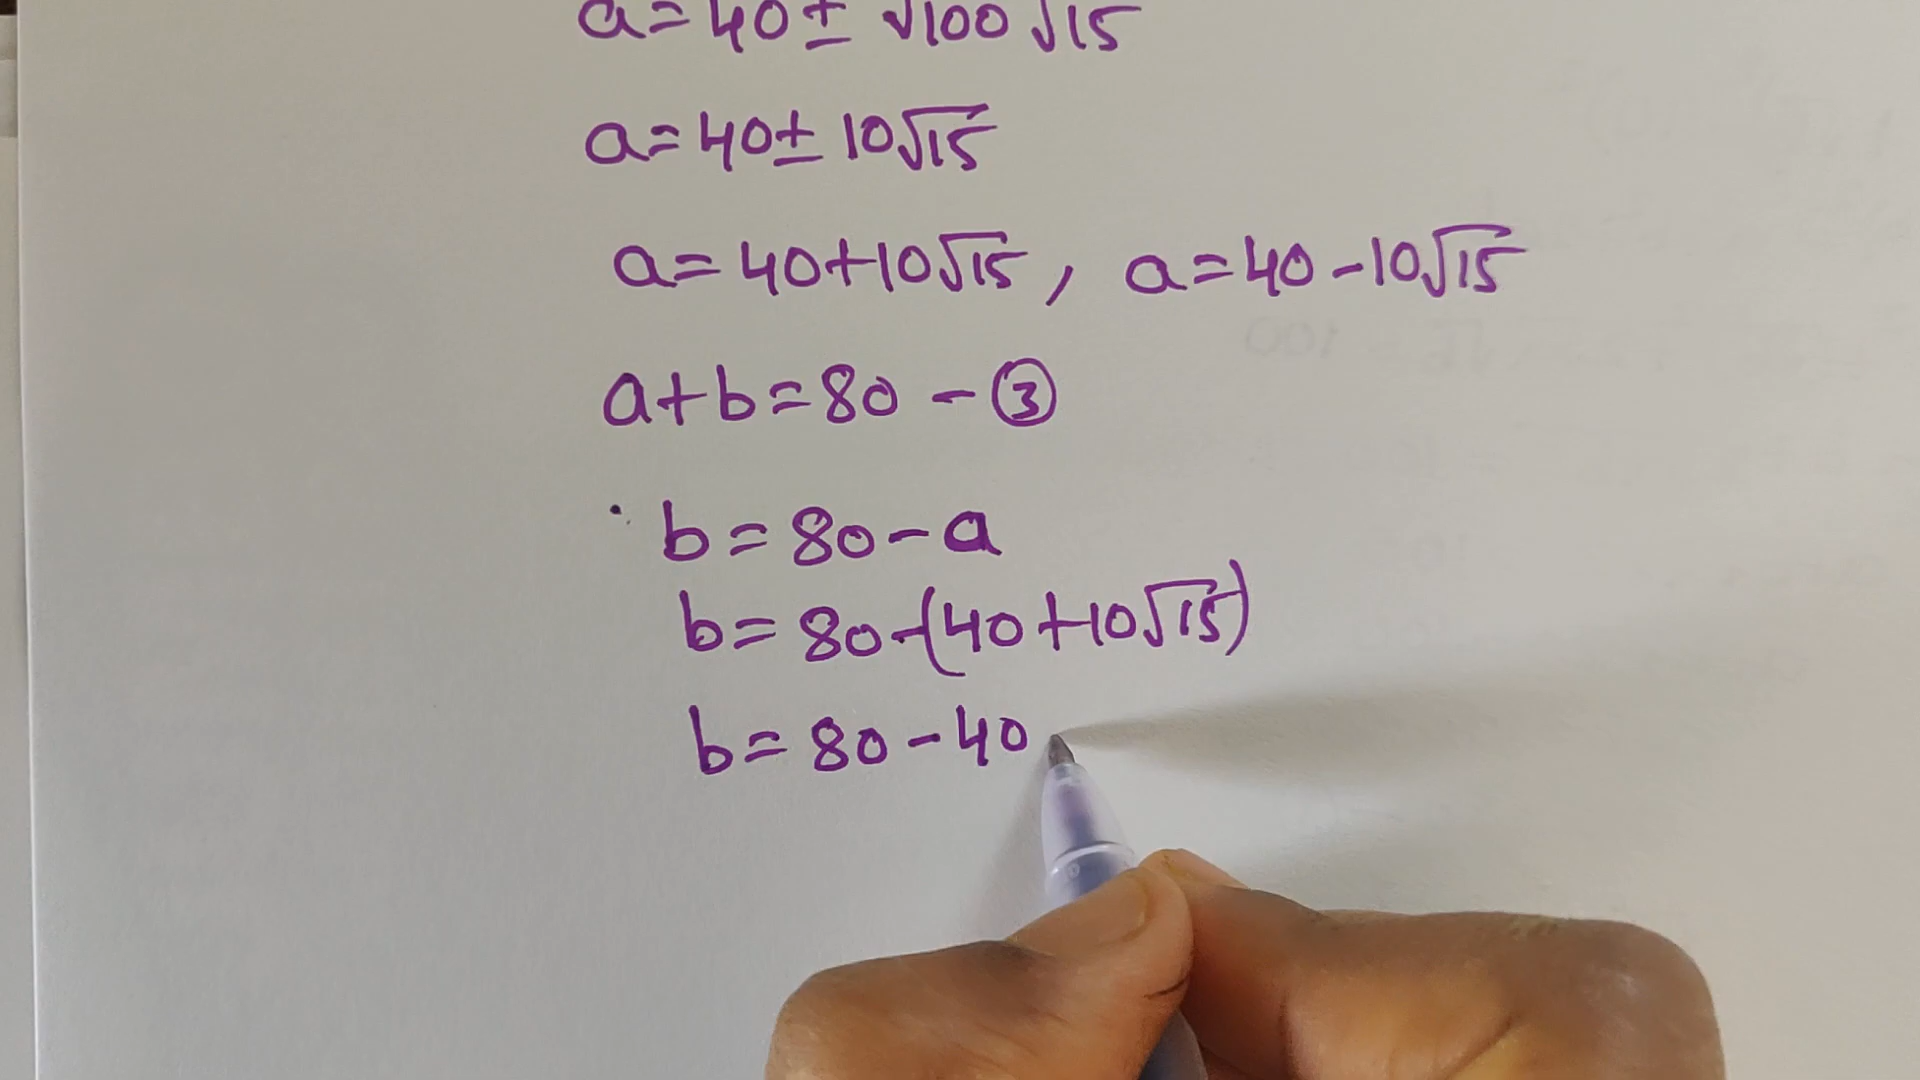 a=40± √100 √15
a=40± 10√15
a=40+10√15 , a=40-10√15
a+b=80 - ③
b=80-a
b=80-(40+10√15)
b=80-40